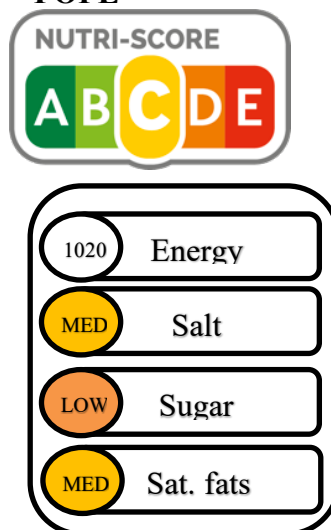 NUTRI-SCORE
A B C D E
1020 Energy
MED Salt
LOW Sugar
MED Sat. fats